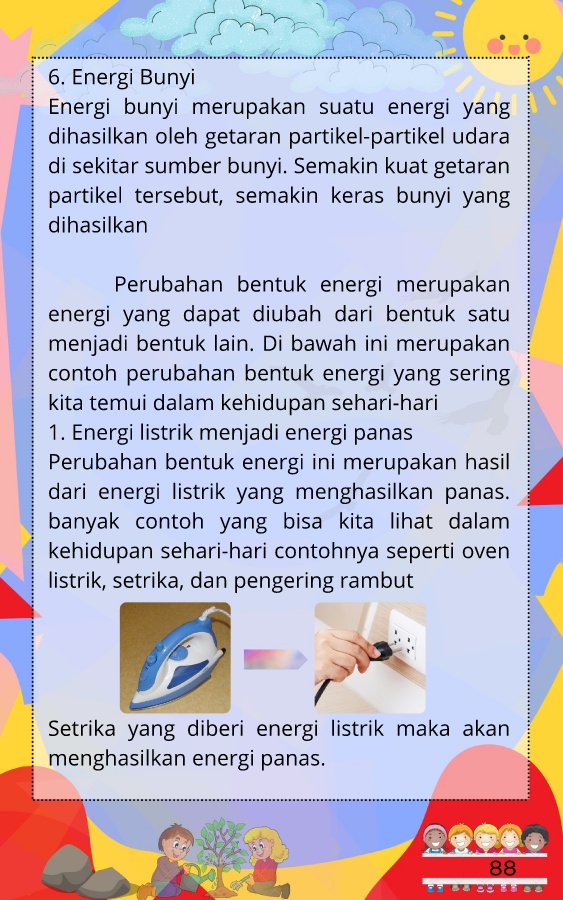 6. Energi Bunyi
Energi bunyi merupakan suatu energi yang
dihasilkan oleh getaran partikel-partikel udara
di sekitar sumber bunyi. Semakin kuat getaran
partikel tersebut, semakin keras bunyi yang
dihasilkan
Perubahan bentuk energi merupakan
energi yang dapat diubah dari bentuk satu
menjadi bentuk lain. Di bawah ini merupakan
contoh perubahan bentuk energi yang sering
kita temui dalam kehidupan sehari-hari
1. Energi listrik menjadi energi panas
Perubahan bentuk energi ini merupakan hasil
dari energi listrik yang menghasilkan panas.
banyak contoh yang bisa kita lihat dalam
kehidupan sehari-hari contohnya seperti oven
listrik, setrika, dan pengering rambut
Setrika yang diberi energi listrik maka akan
menghasilkan energi panas.
88